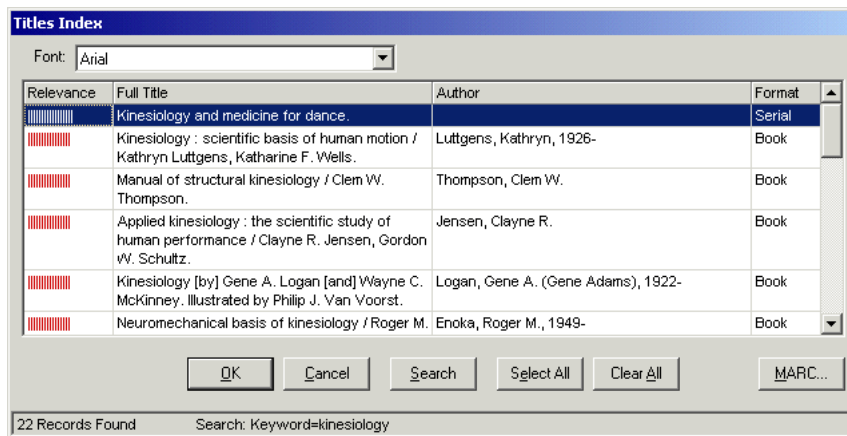 Titles Index
Font: Arial
Relevance Full Title Author Format
Kinesiology and medicine for dance. Serial
Kinesiology : scientific basis of human motion / Luttgens, Kathryn, 1926- Book
Kathryn Luttgens, Katharine F. Wells.
Manual of structural kinesiology / Clem W. Thompson, Clem W. Book
Thompson.
Applied kinesiology : the scientific study of Jensen, Clayne R. Book
human performance / Clayne R. Jensen, Gordon
W. Schultz.
Kinesiology [by] Gene A. Logan [and] Wayne C. Logan, Gene A. (Gene Adams), 1922- Book
McKinney. Illustrated by Philip J. Van Voorst.
Neuromechanical basis of kinesiology / Roger M. Enoka, Roger M., 1949- Book
OK Cancel Search Select All Clear All MARC...
22 Records Found Search: Keyword=kinesiology